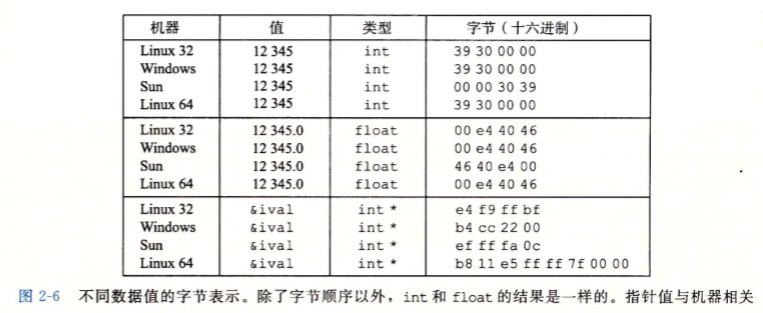 机器 值 类型 字节（十六进制）
Linux 32 12 345 int 39 30 00 00
Windows 12 345 int 39 30 00 00
Sun 12 345 int 00 00 30 39
Linux 64 12 345 int 39 30 00 00
Linux 32 12 345.0 float 00 e4 40 46
Windows 12 345.0 float 00 e4 40 46
Sun 12 345.0 float 46 40 e4 00
Linux 64 12 345.0 float 00 e4 40 46
Linux 32 &ival int * e4 f9 ff bf
Windows &ival int * b4 cc 22 00
Sun &ival int * ef ff fa 0c
Linux 64 &ival int * b8 11 e5 ff ff 7f 00 00
图 2-6 不同数据值的字节表示。除了字节顺序以外，int 和 float 的结果是一样的。指针值与机器相关